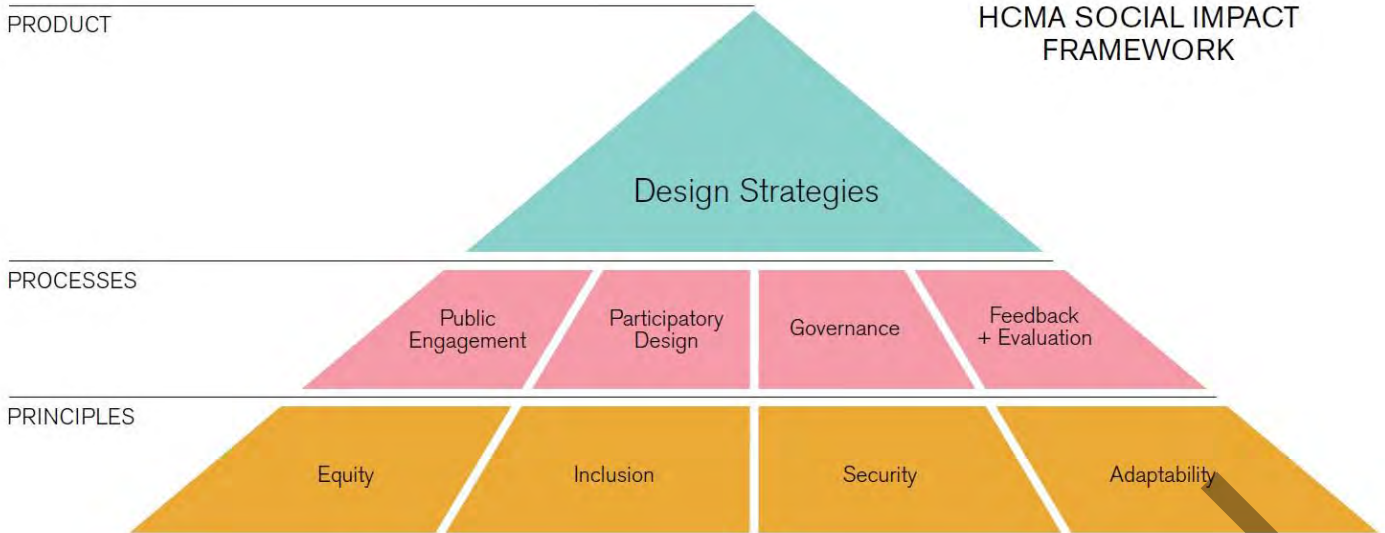 PRODUCT
HCMA SOCIAL IMPACT
FRAMEWORK
Design Strategies
PROCESSES
Public
Engagement
Participatory
Design
Governance
Feedback
+ Evaluation
PRINCIPLES
Equity
Inclusion
Security
Adaptability